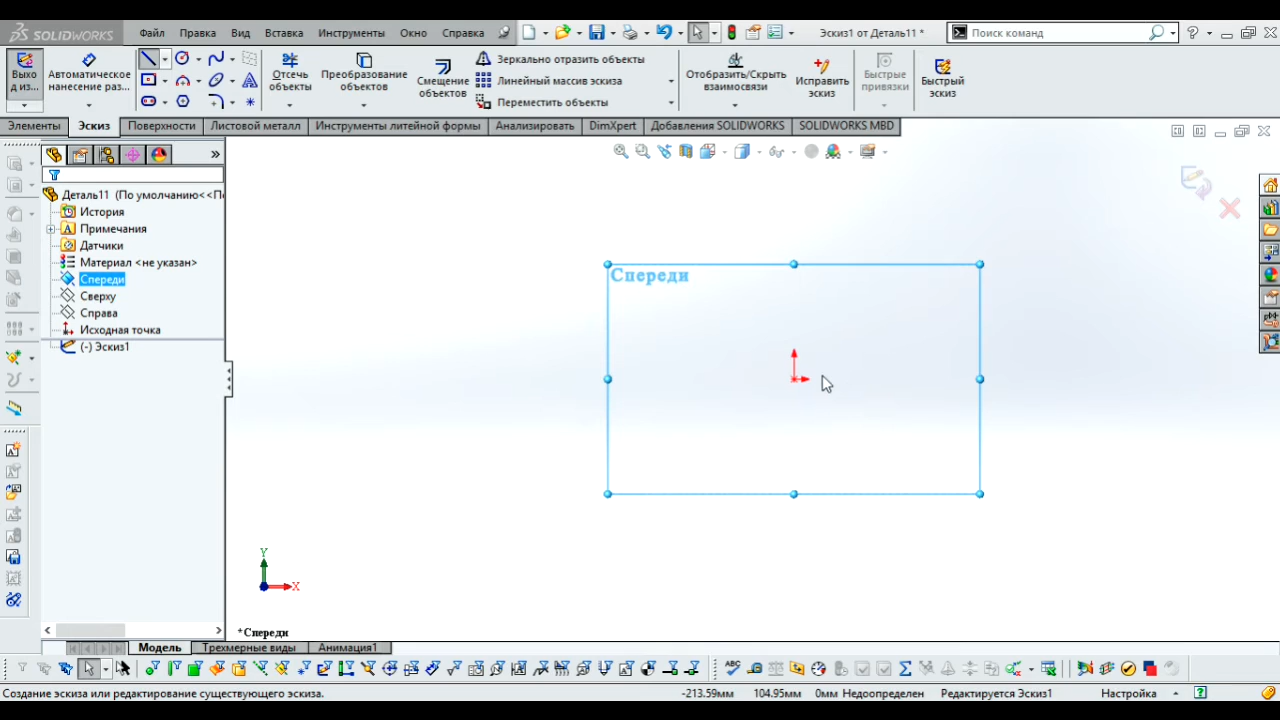 SOLIDWORKS Файл Правка Вид Вставка Инструменты Окно Справка Эскиз1 от Деталь11 * Поиск команд
Выхо д из...
Автоматическое нанесение раз...
Отсечь объекты
Преобразование объектов
Смещение объектов
Зеркально отразить объекты
Линейный массив эскиза
Переместить объекты
Отобразить/Скрыть взаимосвязи
Исправить эскиз
Быстрые привязки
Быстрый эскиз
Элементы Эскиз Поверхности Листовой металл Инструменты литейной формы Анализировать DimXpert Добавления SOLIDWORKS SOLIDWORKS MBD
Деталь11 (По умолчанию<<П
История
Примечания
Датчики
Материал <не указан>
Спереди
Сверху
Справа
Исходная точка
(-) Эскиз1
Спереди
Y
X
*Спереди
Модель Трехмерные виды Анимация1
Создание эскиза или редактирование существующего эскиза. -213.59мм 104.95мм 0мм Недоопределен Редактируется Эскиз1 Настройка